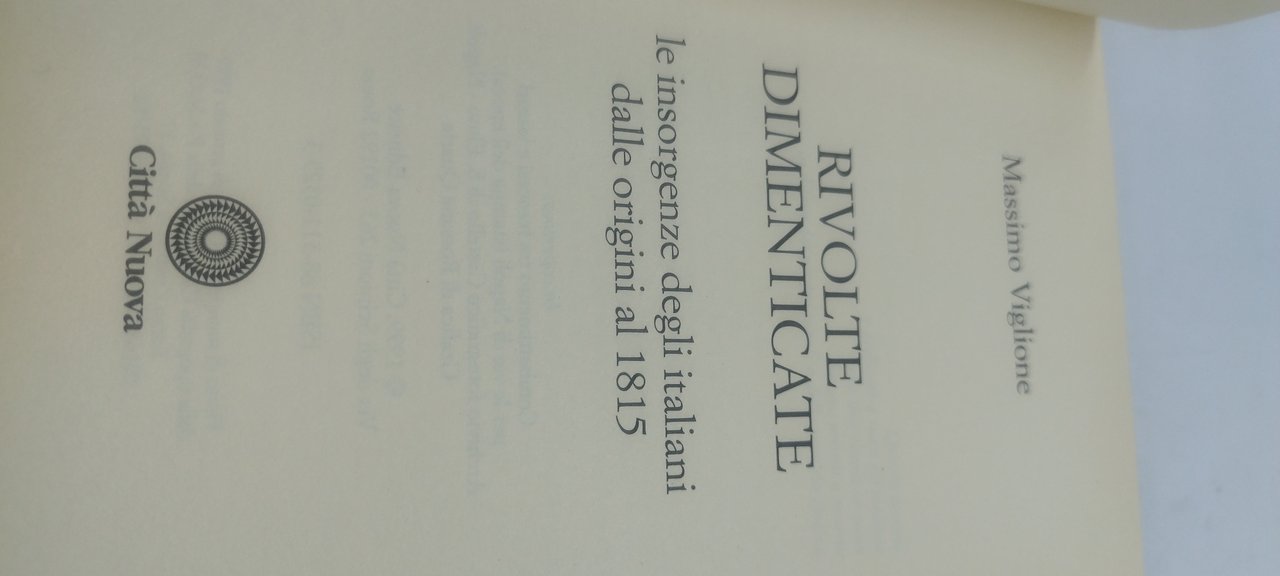 Massimo Viglione
RIVOLTE
DIMENTICATE
le insorgenze degli italiani
dalle origini al 1815
Città Nuova